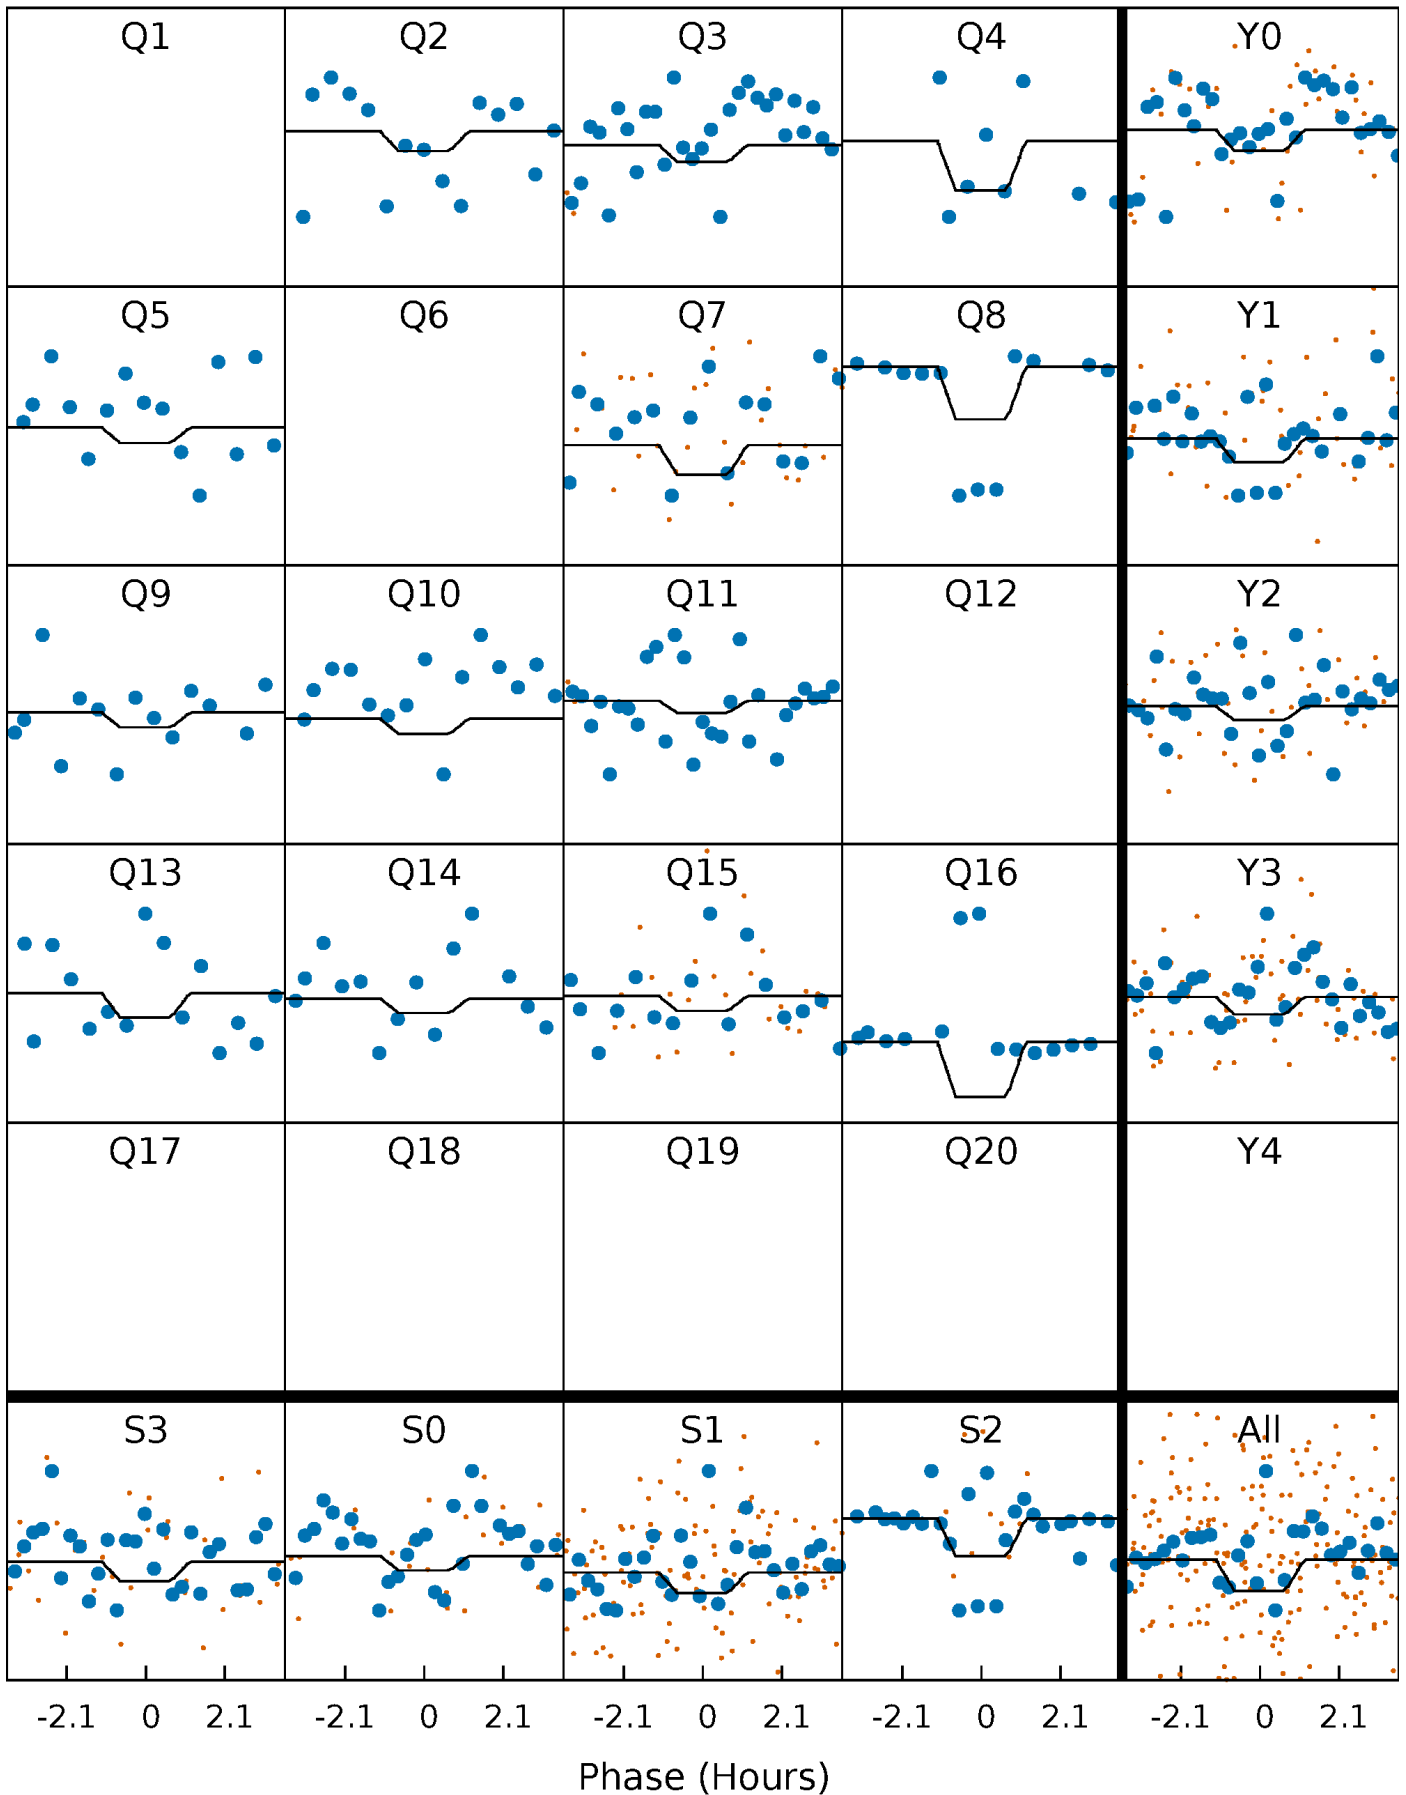 Q1 Q2 Q3 Q4 Y0
Q5 Q6 Q7 Q8 Y1
Q9 Q10 Q11 Q12 Y2
Q13 Q14 Q15 Q16 Y3
Q17 Q18 Q19 Q20 Y4
S3 S0 S1 S2 All
-2.1 0 2.1 -2.1 0 2.1 -2.1 0 2.1 -2.1 0 2.1 -2.1 0 2.1
Phase (Hours)